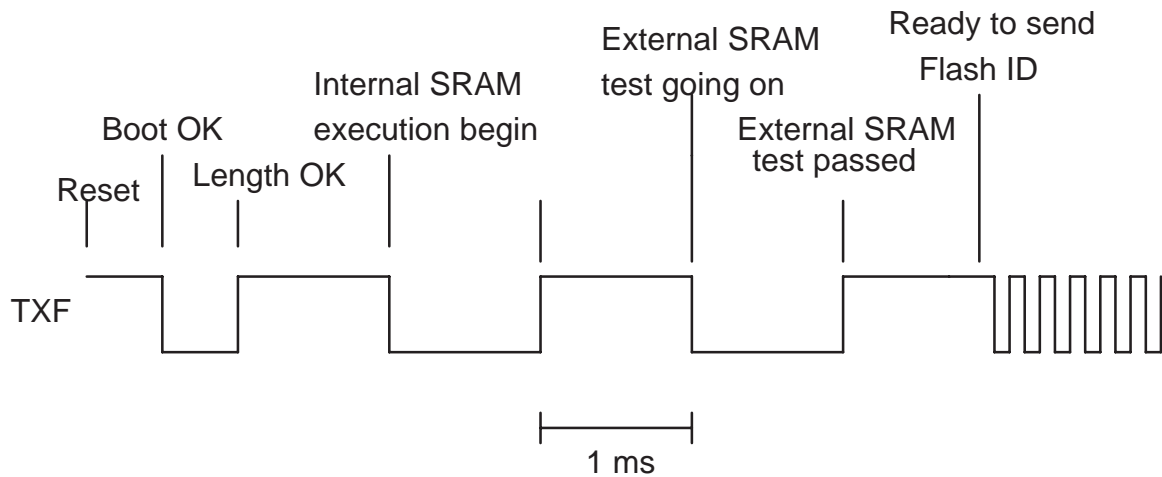 Reset
Boot OK
Length OK
Internal SRAM
execution begin
External SRAM
test going on
External SRAM
test passed
Ready to send
Flash ID
TXF
1 ms